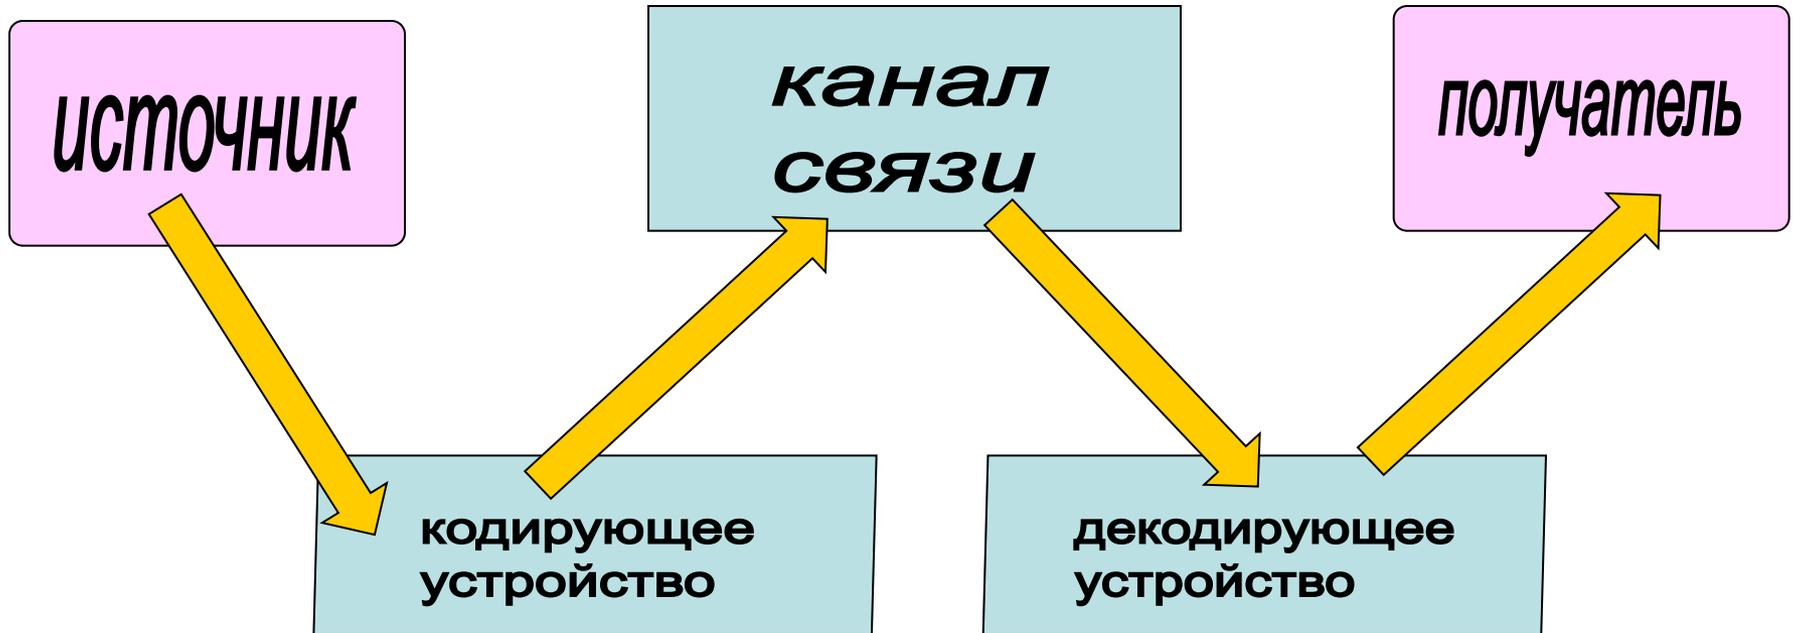 источник
канал
связи
получатель
кодирующее
устройство
декодирующее
устройство